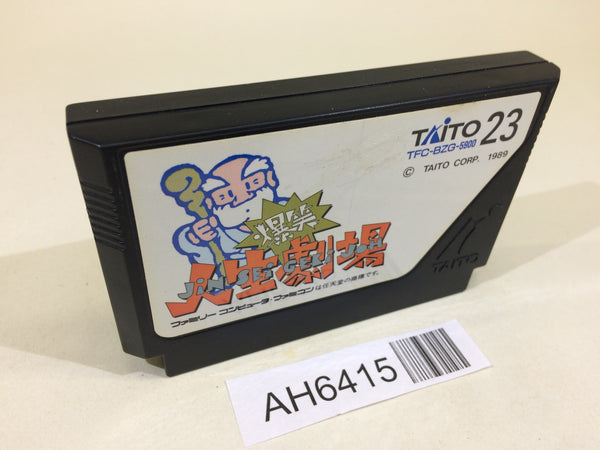 TAITO 23
TFC-BZG-5900
© TAITO CORP. 1989
爆笑
人生劇場
JINSEI GEKIJOH
ファミリーコンピュータ・ファミコンは任天堂の商標です。
TAITO
AH6415